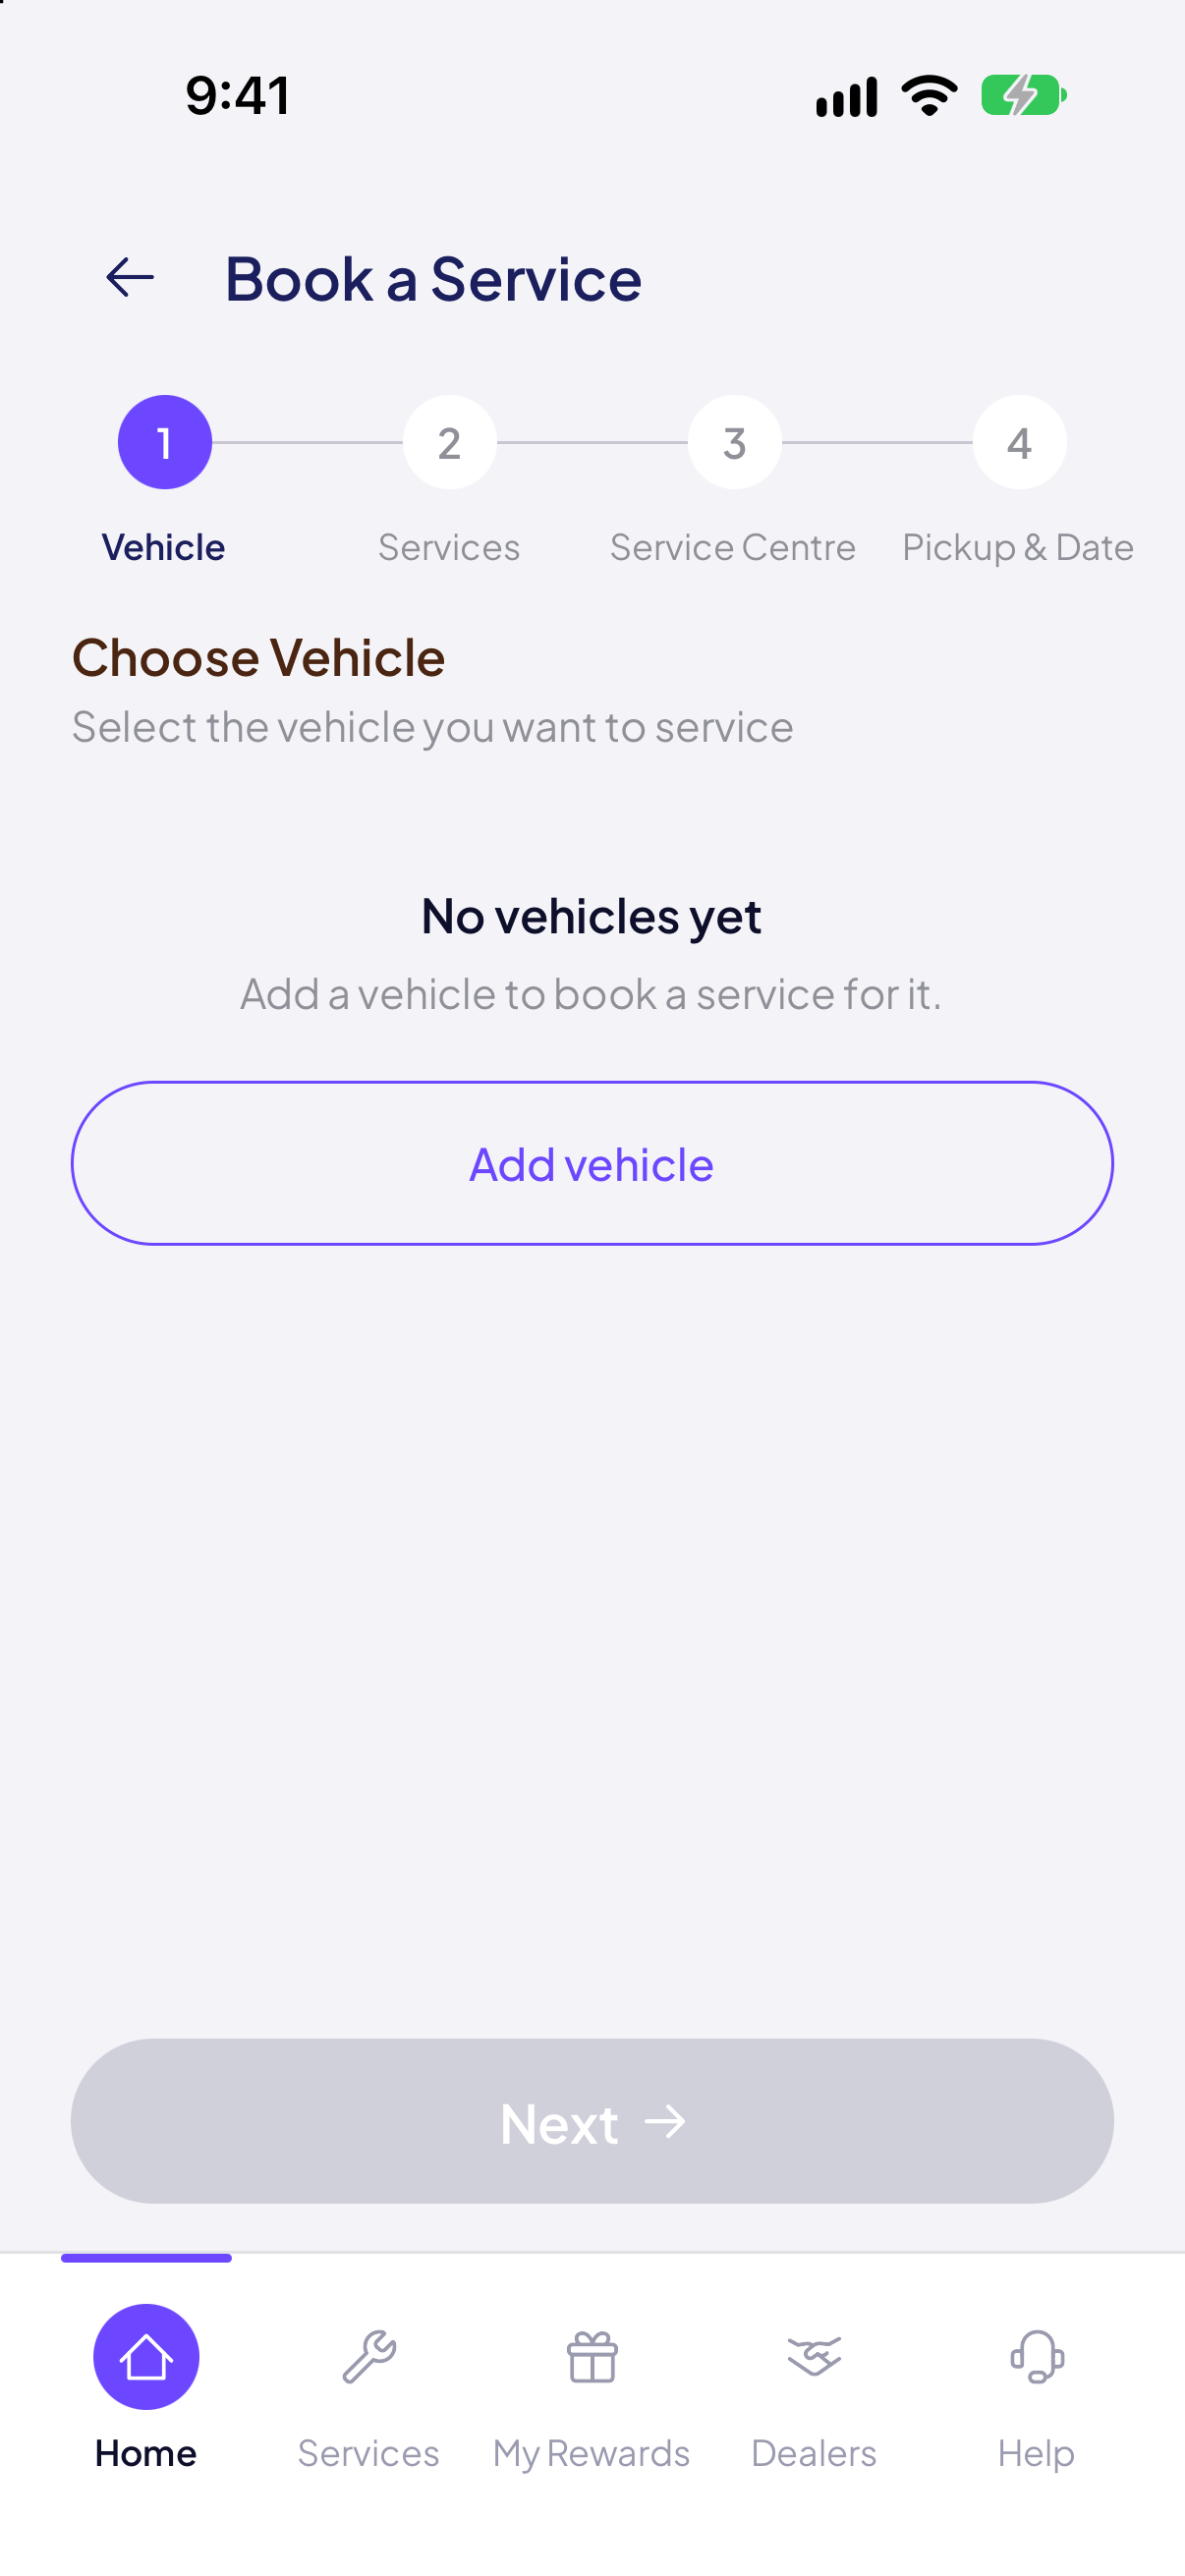 9:41
Book a Service
1 2 3 4
Vehicle Services Service Centre Pickup & Date
Choose Vehicle
Select the vehicle you want to service
No vehicles yet
Add a vehicle to book a service for it.
Add vehicle
Next
Home Services My Rewards Dealers Help